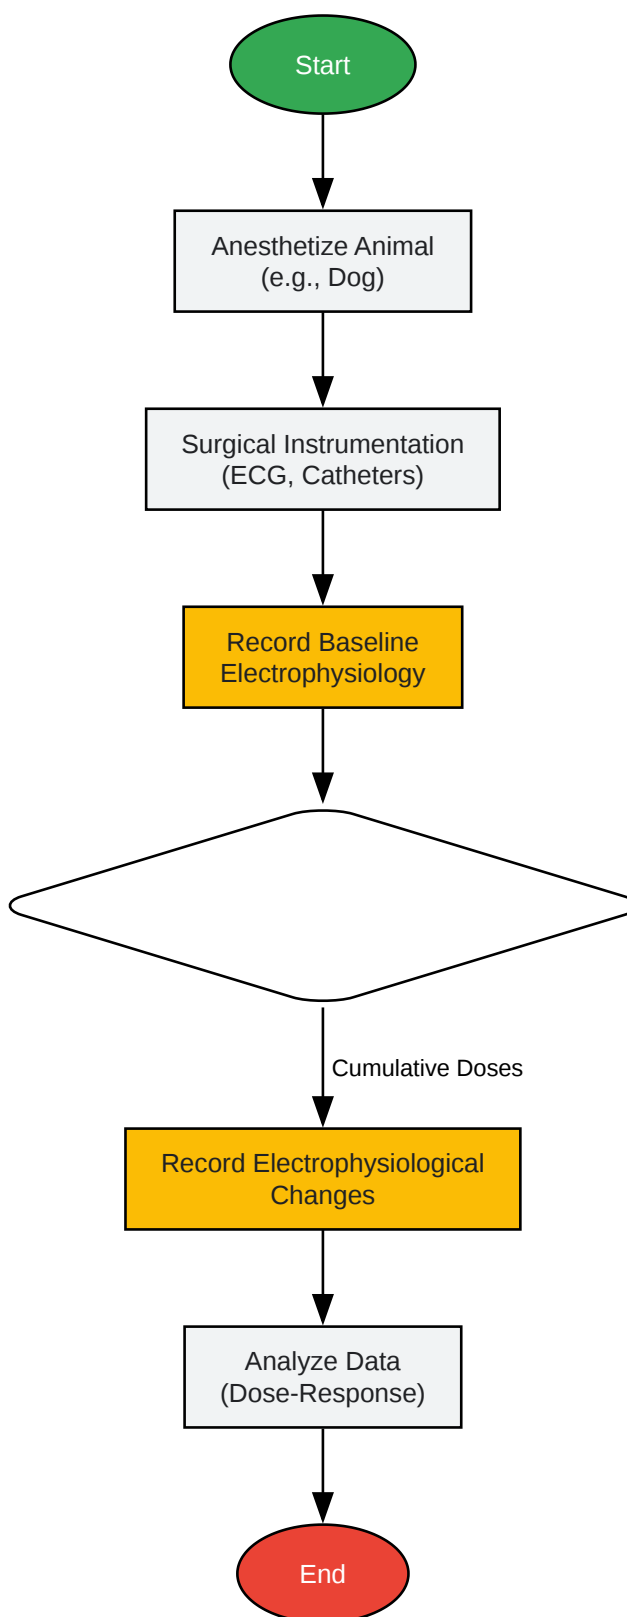 Start
Anesthetize Animal
(e.g., Dog)
Surgical Instrumentation
(ECG, Catheters)
Record Baseline
Electrophysiology
Cumulative Doses
Record Electrophysiological
Changes
Analyze Data
(Dose-Response)
End